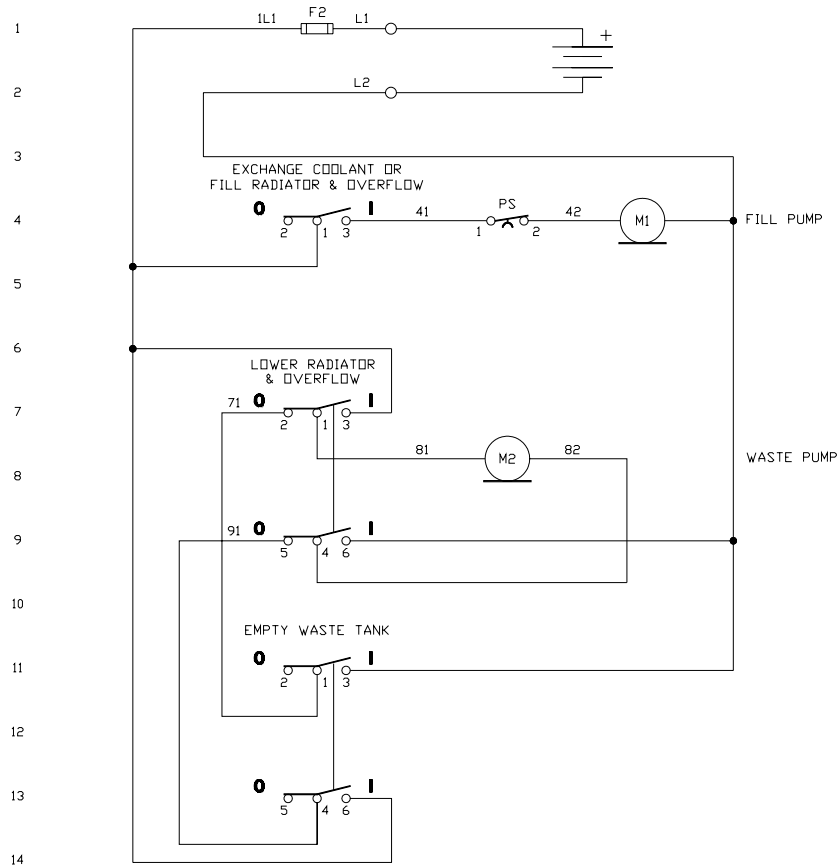 1 1L1 F2 L1 +
2 L2
3
EXCHANGE COOLANT OR
FILL RADIATOR & OVERFLOW
0 I 41 PS 42 M1 FILL PUMP
4
2 1 3 1 2
5
6
LOWER RADIATOR
& OVERFLOW
7 71 0 I
2 1 3
81 M2 82 WASTE PUMP
8
9 91 0 I
5 4 6
10
EMPTY WASTE TANK
11 0 I
2 1 3
12
13 0 I
5 4 6
14